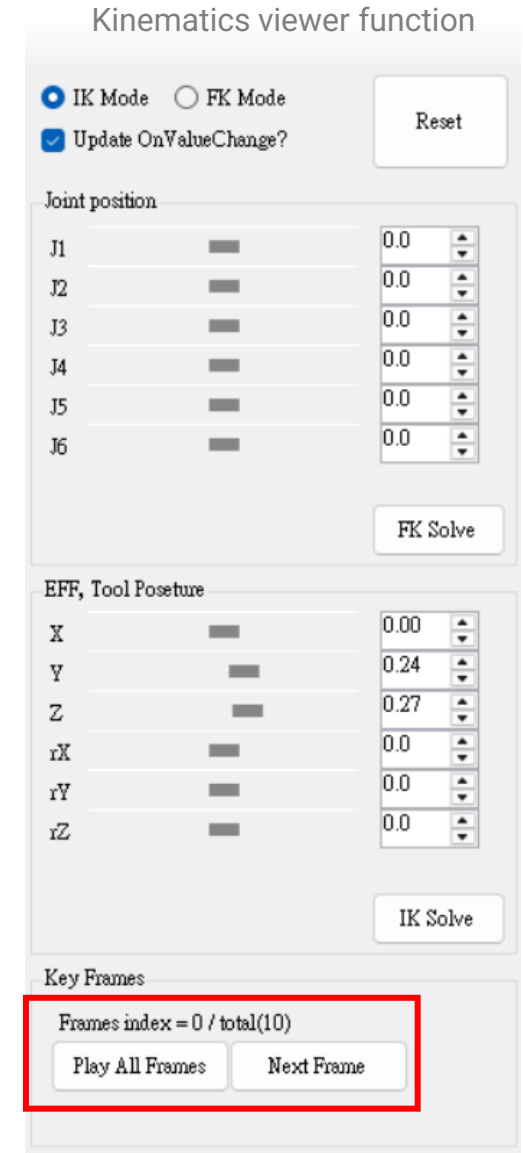 Kinematics viewer function
IK Mode FK Mode
Reset
Update OnValueChange?
Joint position
J1 0.0
J2 0.0
J3 0.0
J4 0.0
J5 0.0
J6 0.0
FK Solve
EFF, Tool Poseture
X 0.00
Y 0.24
Z 0.27
rX 0.0
rY 0.0
rZ 0.0
IK Solve
Key Frames
Frames index = 0 / total(10)
Play All Frames Next Frame